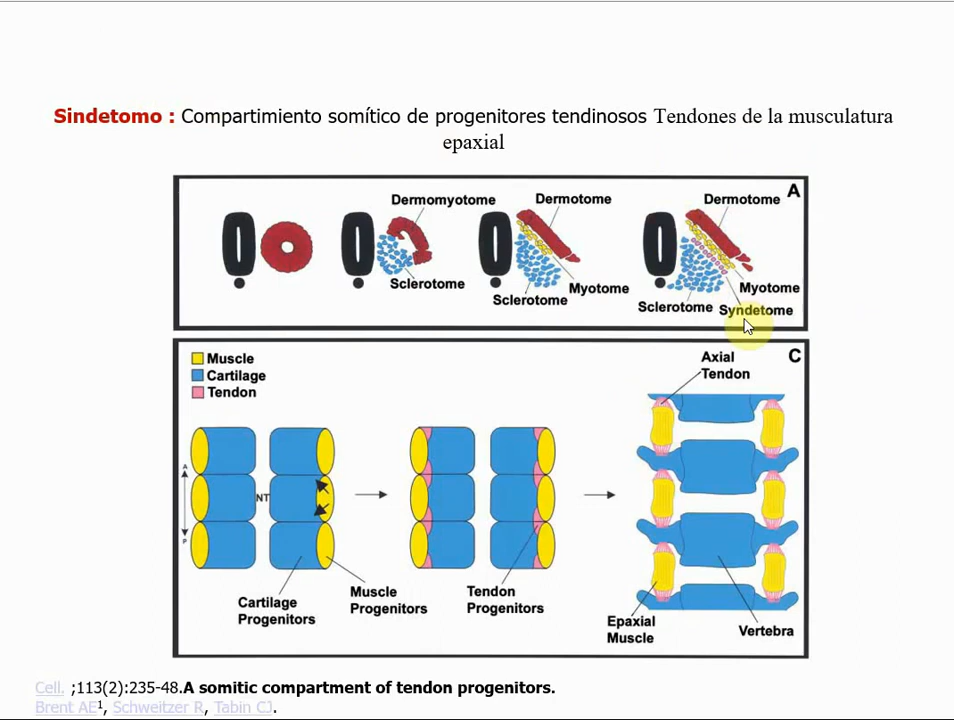 Sindetomo : Compartimiento somítico de progenitores tendinosos Tendones de la musculatura
epaxial
A
Dermomyotome
Dermotome
Dermotome
Sclerotome
Myotome
Myotome
Sclerotome
Sclerotome
Syndetome
C
Muscle
Cartilage
Tendon
Axial
Tendon
A
NT
P
Cartilage
Progenitors
Muscle
Progenitors
Tendon
Progenitors
Epaxial
Muscle
Vertebra
Cell. ;113(2):235-48.A somitic compartment of tendon progenitors.
Brent AE1, Schweitzer R, Tabin CJ.